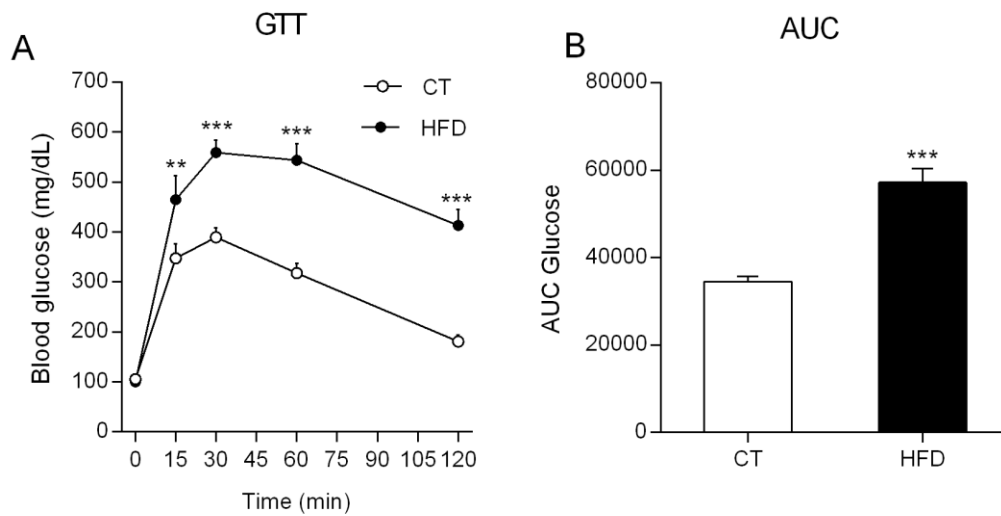 GTT
A
700
600
500
400
300
200
100
0
Blood glucose (mg/dL)
CT
HFD
**
***
***
***
0 15 30 45 60 75 90 105 120
Time (min)
AUC
B
80000
60000
40000
20000
0
AUC Glucose
***
CT HFD